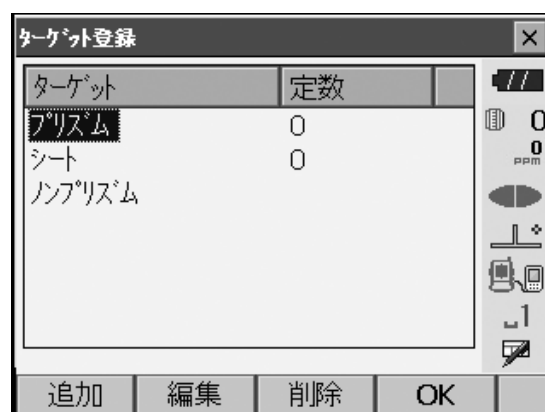 ターゲット登録
ターゲット 定数
プリズム 0
シート 0
ノンプリズム
0
0
PPM
1
追加 編集 削除 OK